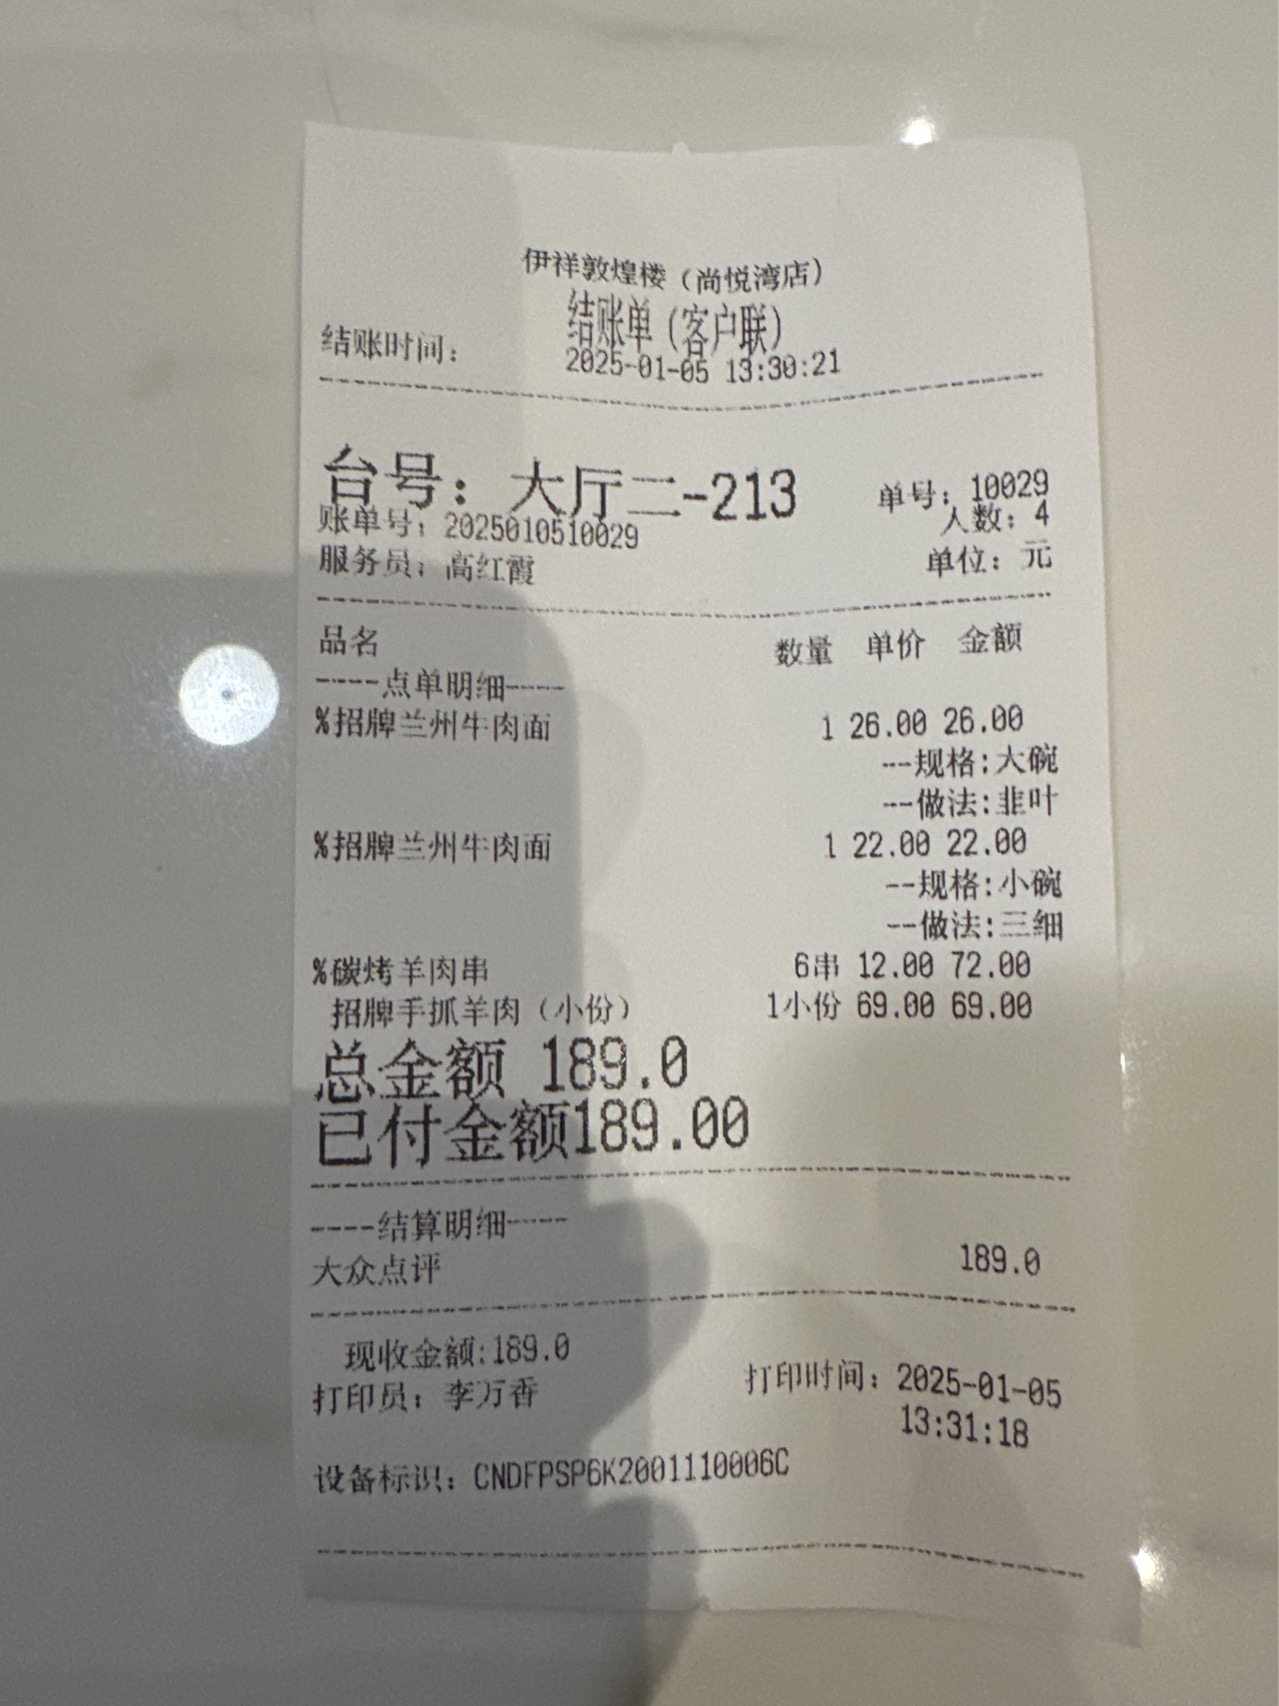 伊祥敦煌楼（尚悦湾店）
结账单（客户联）
结账时间： 2025-01-05 13:30:21
台号：大厅二-213 单号：10029
账单号：2025010510029 人数：4
服务员：高红霞 单位：元
品名 数量 单价 金额
----点单明细----
%招牌兰州牛肉面 1 26.00 26.00
--规格:大碗
--做法:韭叶
%招牌兰州牛肉面 1 22.00 22.00
--规格:小碗
--做法:三细
%碳烤羊肉串 6串 12.00 72.00
招牌手抓羊肉（小份） 1小份 69.00 69.00
总金额 189.0
已付金额189.00
----结算明细----
大众点评 189.0
现收金额:189.0
打印员：李万香 打印时间：2025-01-05
13:31:18
设备标识：CNDFPSP6K2001110006C